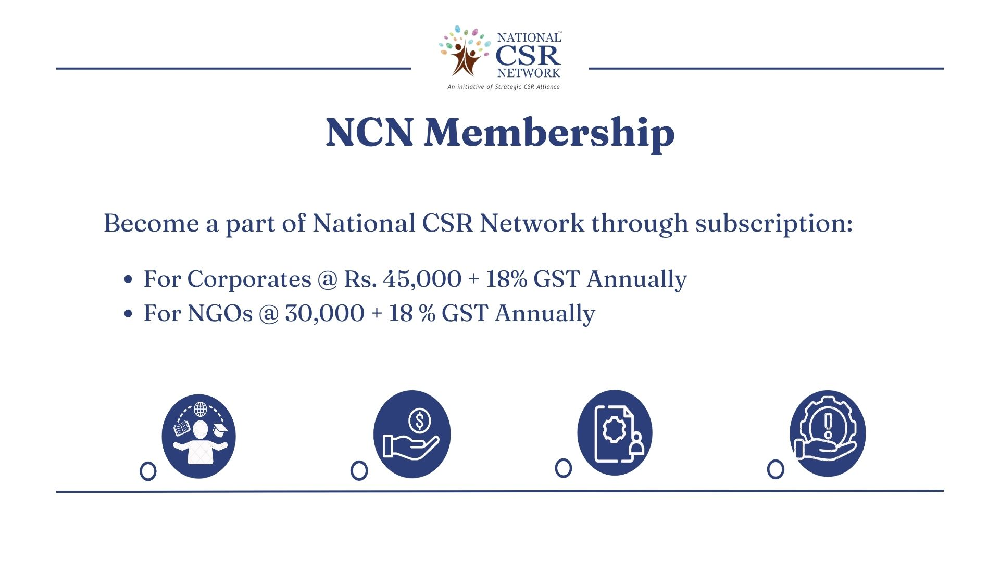 NATIONAL™
CSR
NETWORK
An initiative of Strategic CSR Alliance
NCN Membership
Become a part of National CSR Network through subscription:
• For Corporates @ Rs. 45,000 + 18% GST Annually
• For NGOs @ 30,000 + 18 % GST Annually
$
!